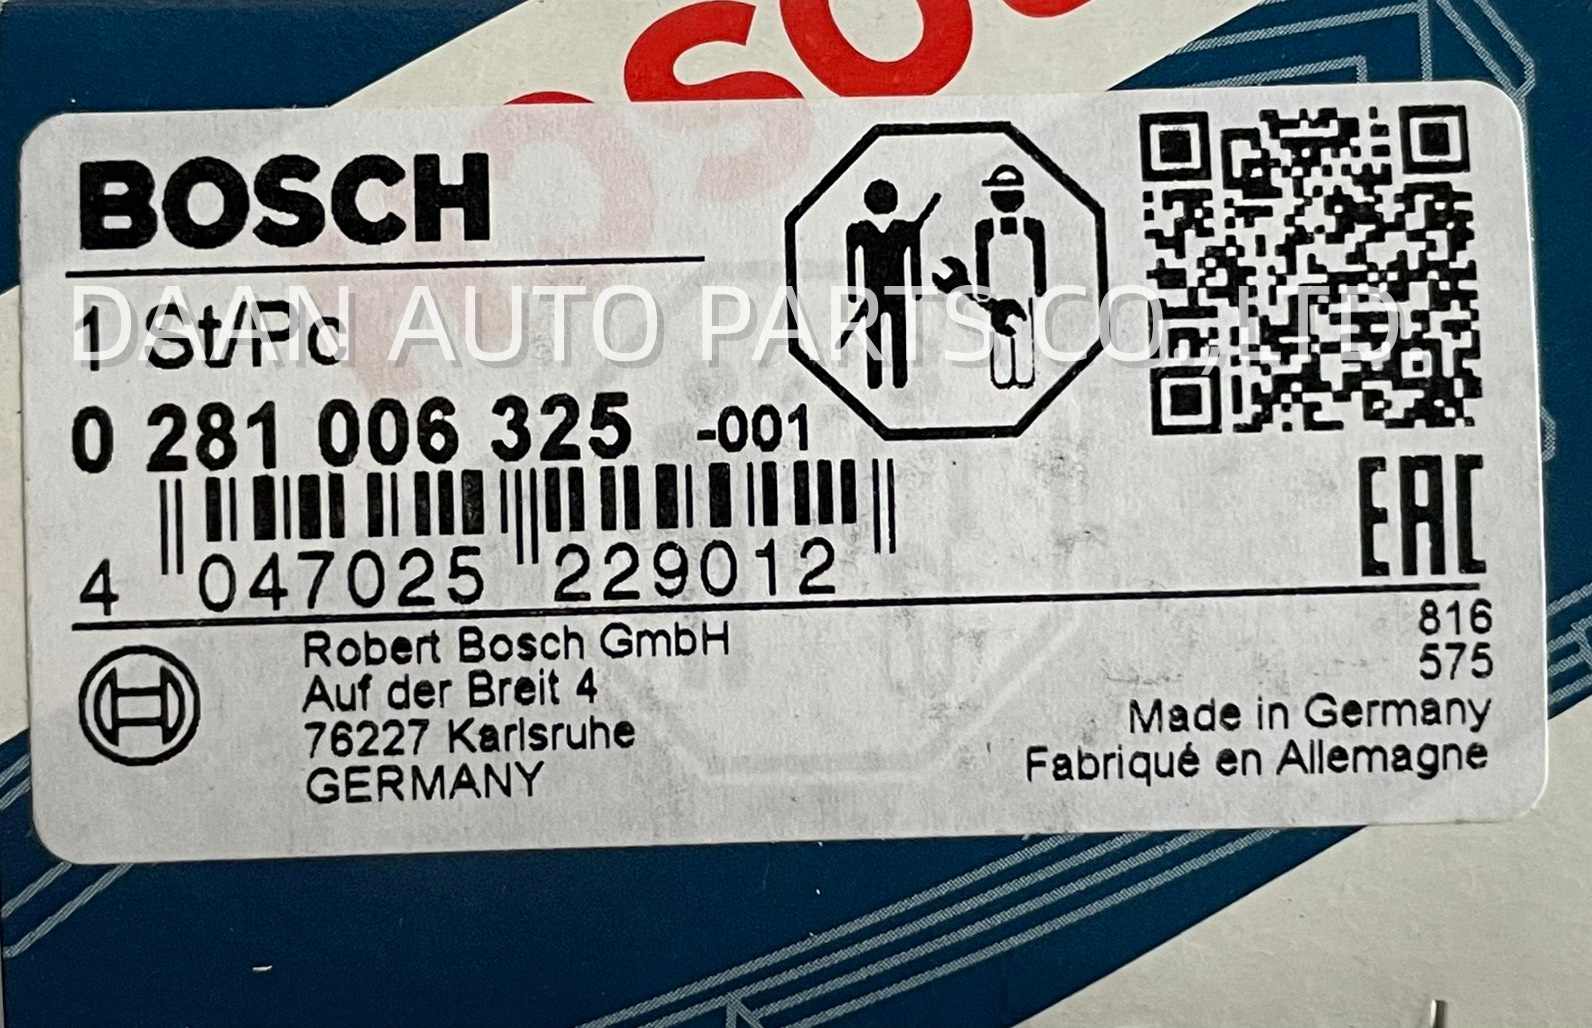 BOSCH
BOSCH
1 St/Pc
DAAN AUTO PARTS CO.,LTD
0 281 006 325 -001
4 047025 229012
EAC
816
575
Robert Bosch GmbH
Auf der Breit 4
76227 Karlsruhe
GERMANY
Made in Germany
Fabriqué en Allemagne